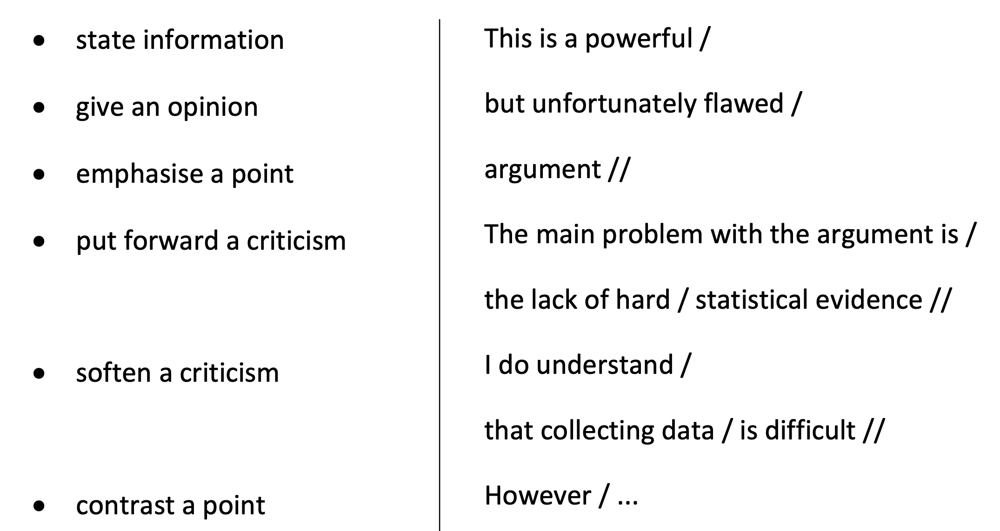 • state information
• give an opinion
• emphasise a point
• put forward a criticism
• soften a criticism
• contrast a point
This is a powerful /
but unfortunately flawed /
argument //
The main problem with the argument is /
the lack of hard / statistical evidence //
I do understand /
that collecting data / is difficult //
However / ...